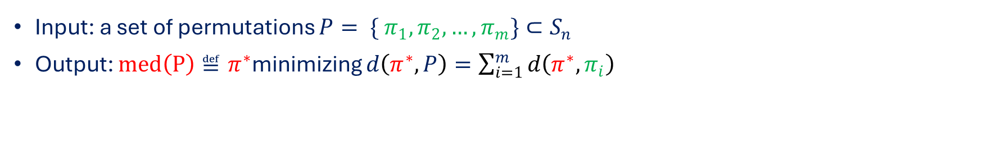 • Input: a set of permutations P = { π₁, π₂, … , πₘ} ⊂ Sₙ
• Output: med(P) ≝ π* minimizing d(π*, P) = ∑ᵢ₌₁ᵐ d(π*, πᵢ)